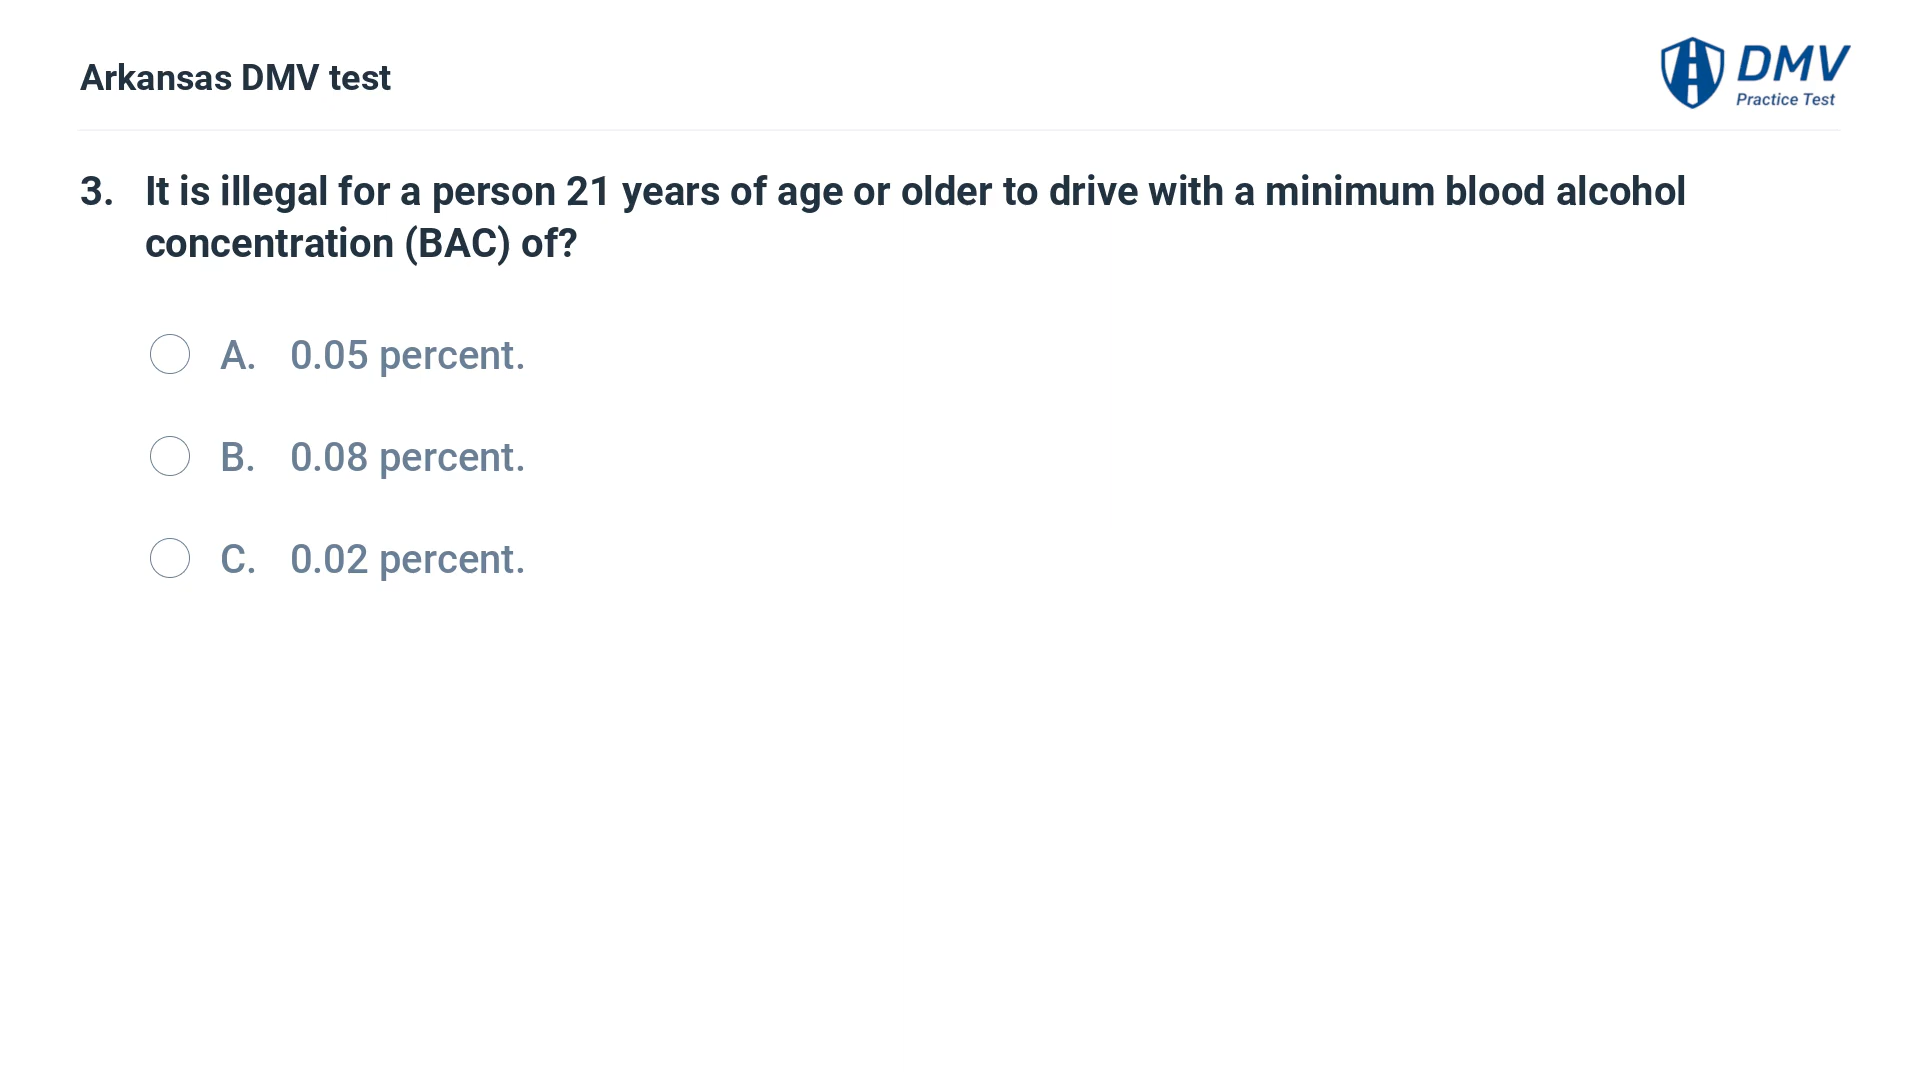 Arkansas DMV test
DMV
Practice Test
3. It is illegal for a person 21 years of age or older to drive with a minimum blood alcohol
concentration (BAC) of?
A. 0.05 percent.
B. 0.08 percent.
C. 0.02 percent.